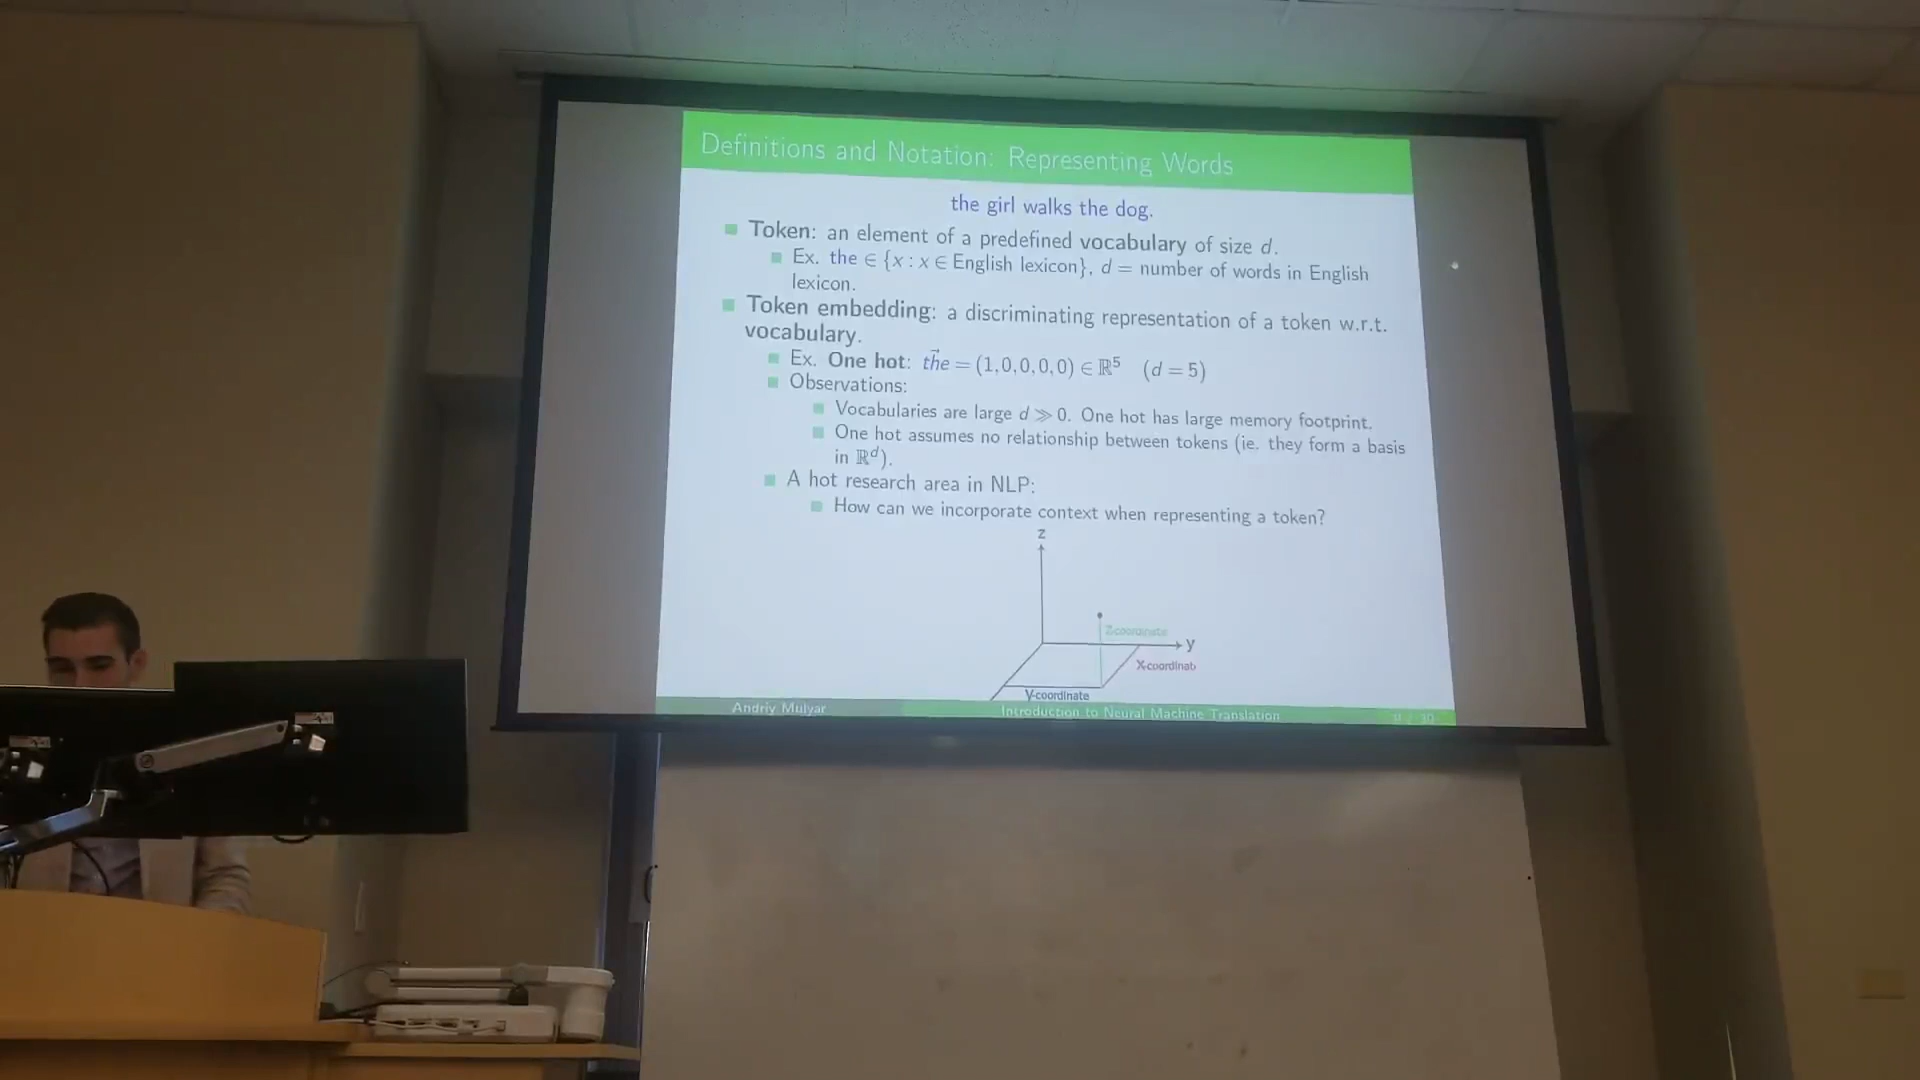 Definitions and Notation: Representing Words
the girl walks the dog.
Token: an element of a predefined vocabulary of size d.
Ex. the ∈ {x : x ∈ English lexicon}, d = number of words in English
lexicon.
Token embedding: a discriminating representation of a token w.r.t.
vocabulary.
Ex. One hot: t⃗he = (1,0,0,0,0) ∈ ℝ⁵ (d = 5)
Observations:
Vocabularies are large d ≫ 0. One hot has large memory footprint.
One hot assumes no relationship between tokens (ie. they form a basis
in ℝᵈ).
A hot research area in NLP:
How can we incorporate context when representing a token?
z
Z-coordinate
y
X-coordinat
Y-coordinate
Andriy Mulyar
Introduction to Neural Machine Translation